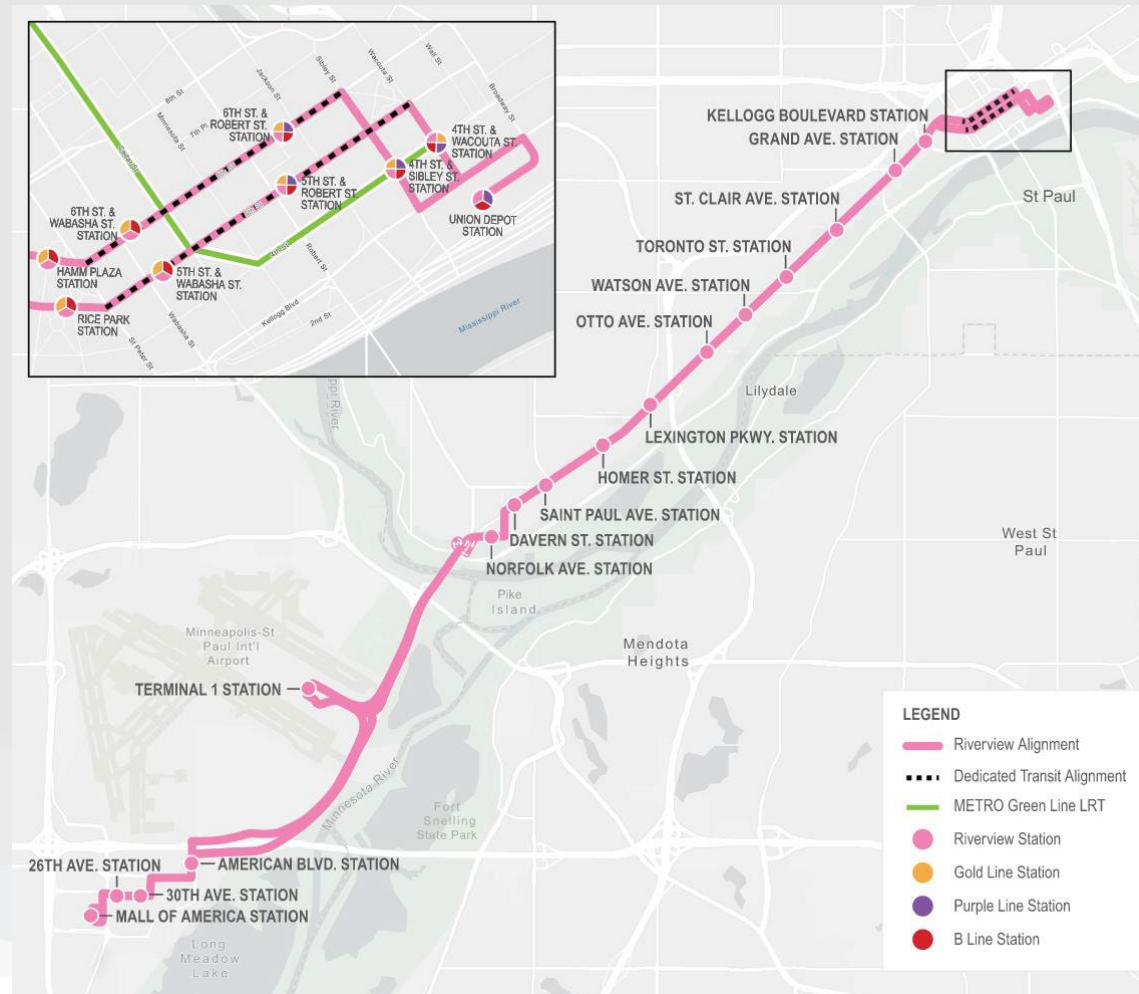 8th St
Minnesota St
7th Pl
Jackson St
Sibley St
Wacouta St
Wall St
Broadway St
6TH ST. &
ROBERT ST.
STATION
4TH ST. &
WACOUTA ST.
STATION
4TH ST. &
SIBLEY ST.
STATION
5TH ST. &
ROBERT ST.
STATION
UNION DEPOT
STATION
6TH ST. &
WABASHA ST.
STATION
HAMM PLAZA
STATION
5TH ST. &
WABASHA ST.
STATION
RICE PARK
STATION
Robert St
Kellogg Blvd
2nd St
Wabasha St
St Peter St
Mississippi River
KELLOGG BOULEVARD STATION
GRAND AVE. STATION
St Paul
ST. CLAIR AVE. STATION
TORONTO ST. STATION
WATSON AVE. STATION
OTTO AVE. STATION
Lilydale
ppi River
LEXINGTON PKWY. STATION
HOMER ST. STATION
SAINT PAUL AVE. STATION
DAVERN ST. STATION
NORFOLK AVE. STATION
West St
Paul
Pike
Island
Minneapolis-St
Paul Int'l
Airport
Mendota
Heights
TERMINAL 1 STATION
Minnesota River
Fort
Snelling
State Park
26TH AVE. STATION
AMERICAN BLVD. STATION
30TH AVE. STATION
MALL OF AMERICA STATION
Long
Meadow
Lake
LEGEND
Riverview Alignment
Dedicated Transit Alignment
METRO Green Line LRT
Riverview Station
Gold Line Station
Purple Line Station
B Line Station